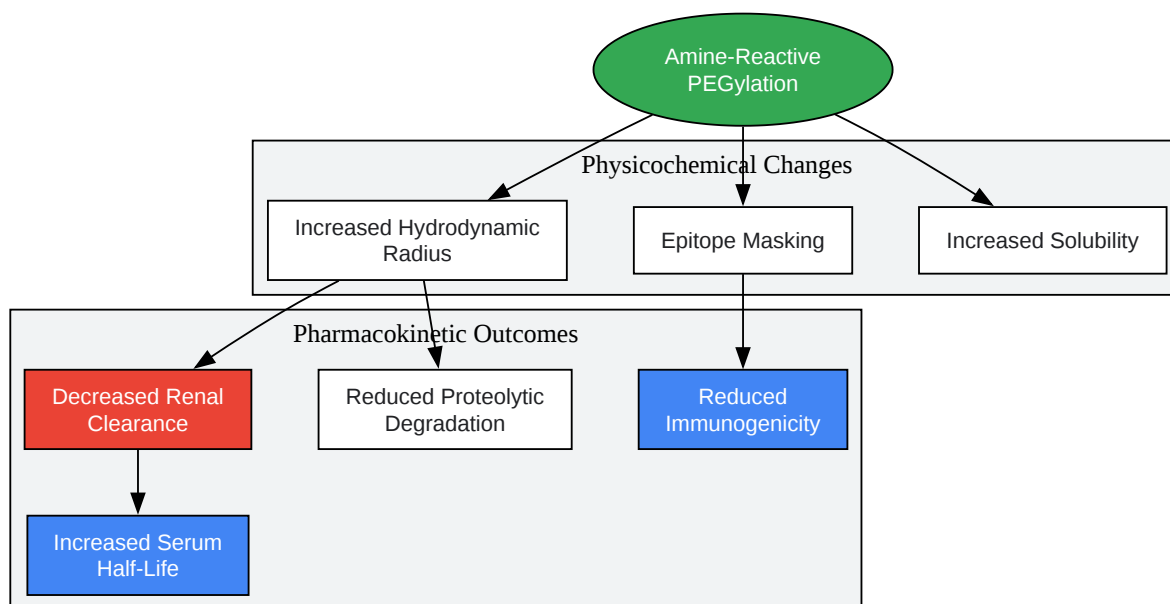 Amine-Reactive
PEGylation
Physicochemical Changes
Increased Hydrodynamic
Radius
Epitope Masking
Increased Solubility
Pharmacokinetic Outcomes
Decreased Renal
Clearance
Reduced Proteolytic
Degradation
Reduced
Immunogenicity
Increased Serum
Half-Life